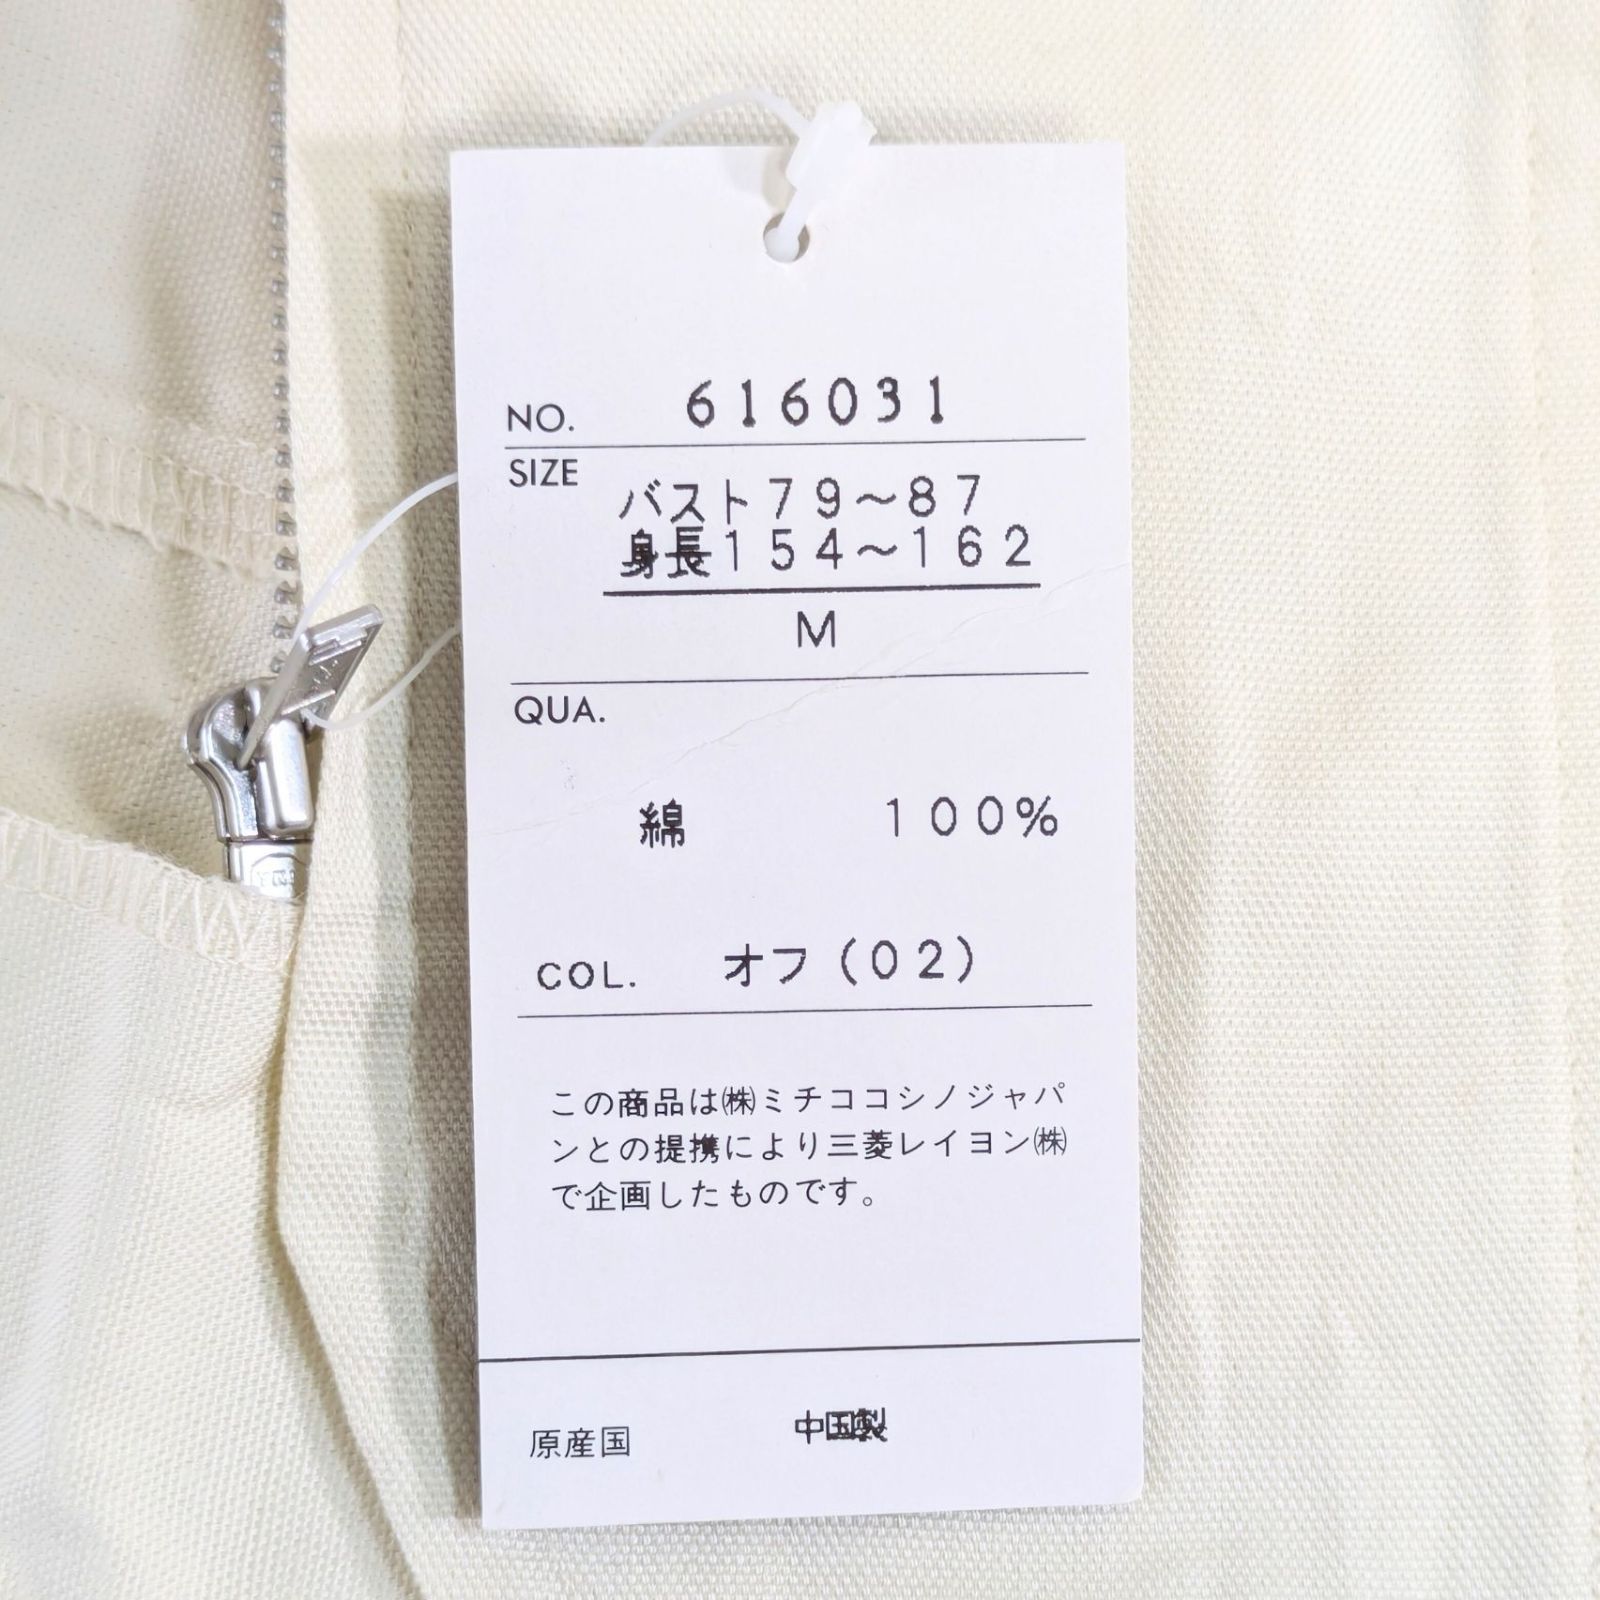 NO. 616031
SIZE バスト79~87
身長154~162
M
QUA.
綿 100%
COL. オフ(02)
この商品は㈱ミチココシノジャパ
ンとの提携により三菱レイヨン㈱
で企画したものです。
原産国 中国製